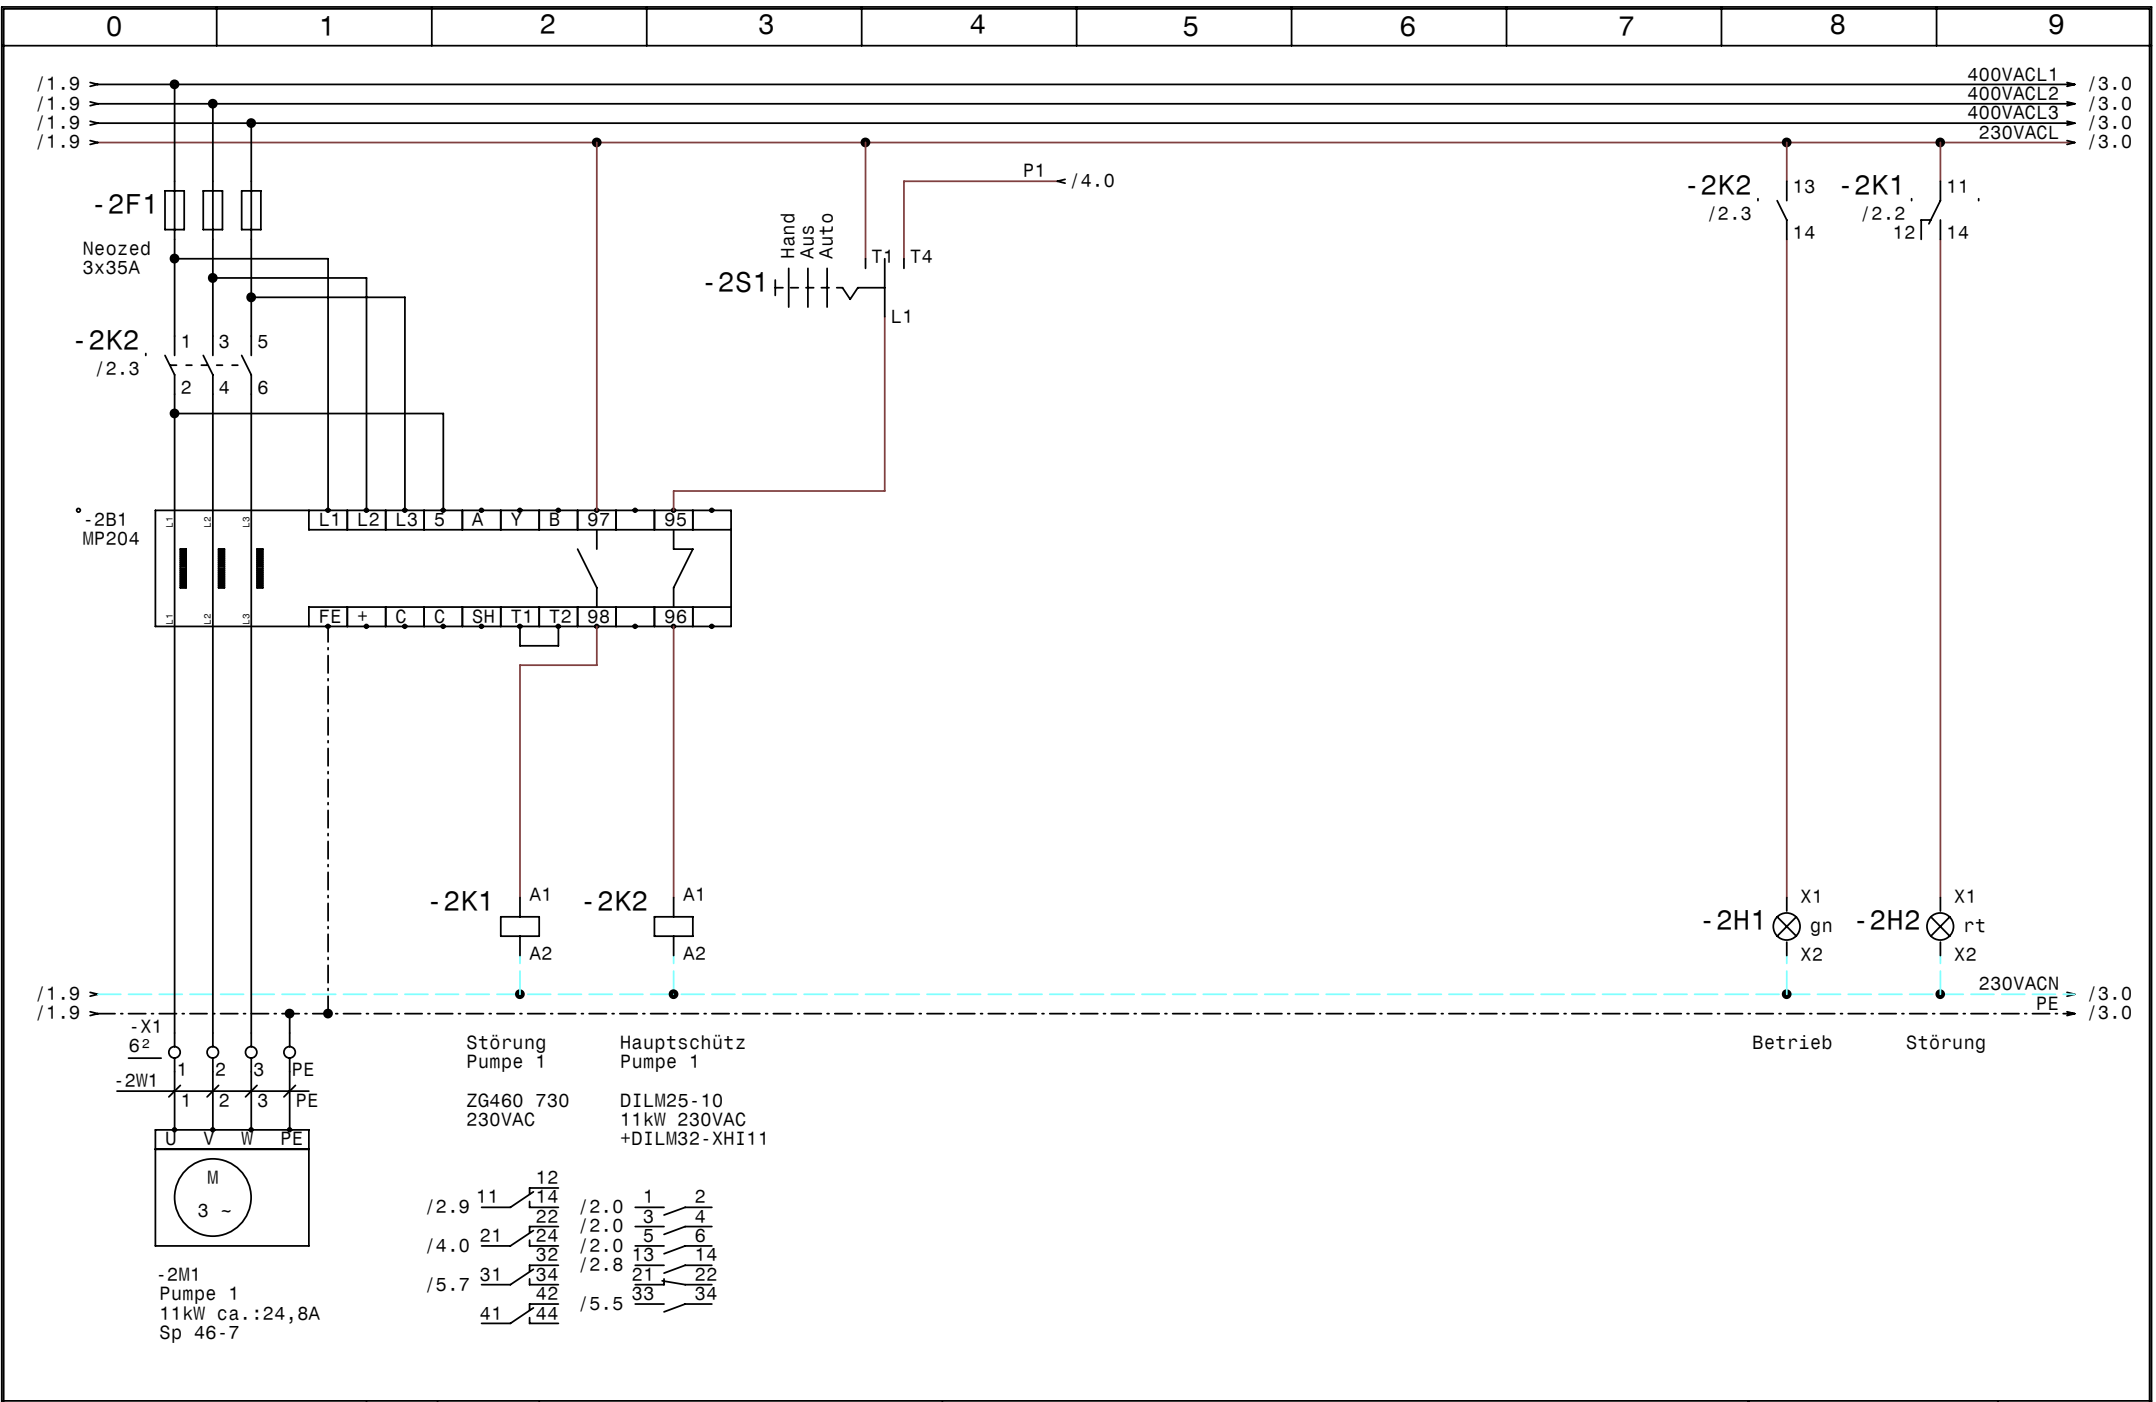 0 1 2 3 4 5 6 7 8 9
/1.9 400VACL1 /3.0
/1.9 400VACL2 /3.0
/1.9 400VACL3 /3.0
/1.9 230VACL /3.0
P1 /4.0
-2F1
Neozed
3x35A
Hand
Aus
Auto
-2S1
T1 T4
L1
-2K2
/2.3
13
14
-2K1
/2.2
11
12 14
-2K2
/2.3
1 3 5
2 4 6
-2B1
MP204
L1 L2 L3
L1 L2 L3 5 A Y B 97 95
L1 L2 L3
FE + C C SH T1 T2 98 96
-2K1 A1
A2
-2K2 A1
A2
-2H1 X1
gn
X2
-2H2 X1
rt
X2
/1.9 230VACN /3.0
/1.9 PE /3.0
-X1
6²
1 2 3 PE
-2W1
1 2 3 PE
U V W PE
M
3 ~
-2M1
Pumpe 1
11kW ca.:24,8A
Sp 46-7
Störung
Pumpe 1
ZG460 730
230VAC
Hauptschütz
Pumpe 1
DILM25-10
11kW 230VAC
+DILM32-XHI11
Betrieb
Störung
12
/2.9 11 14
22
/4.0 21 24
32
/5.7 31 34
42
41 44
/2.0 1 2
/2.0 3 4
/2.0 5 6
/2.8 13 14
21 22
/5.5 33 34